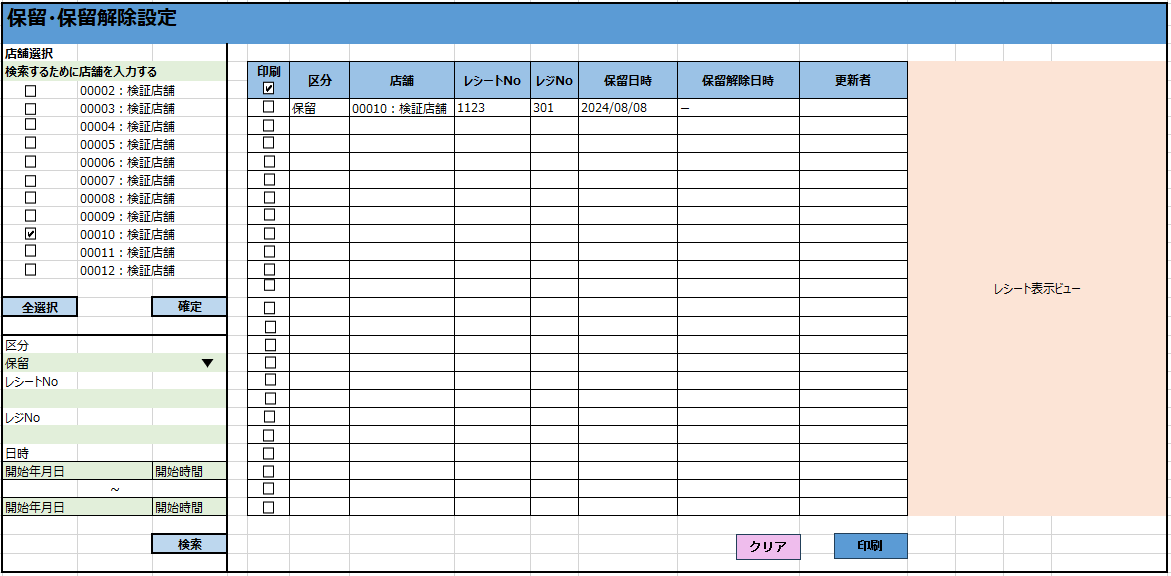 保留・保留解除設定
店舗選択
検索するために店舗を入力する
00002：検証店舗
00003：検証店舗
00004：検証店舗
00005：検証店舗
00006：検証店舗
00007：検証店舗
00008：検証店舗
00009：検証店舗
00010：検証店舗
00011：検証店舗
00012：検証店舗
全選択 確定
区分
保留 ▼
レシートNo
レジNo
日時
開始年月日 開始時間
～
開始年月日 開始時間
検索
印刷 区分 店舗 レシートNo レジNo 保留日時 保留解除日時 更新者
保留 00010：検証店舗 1123 301 2024/08/08 ー
レシート表示ビュー
クリア 印刷